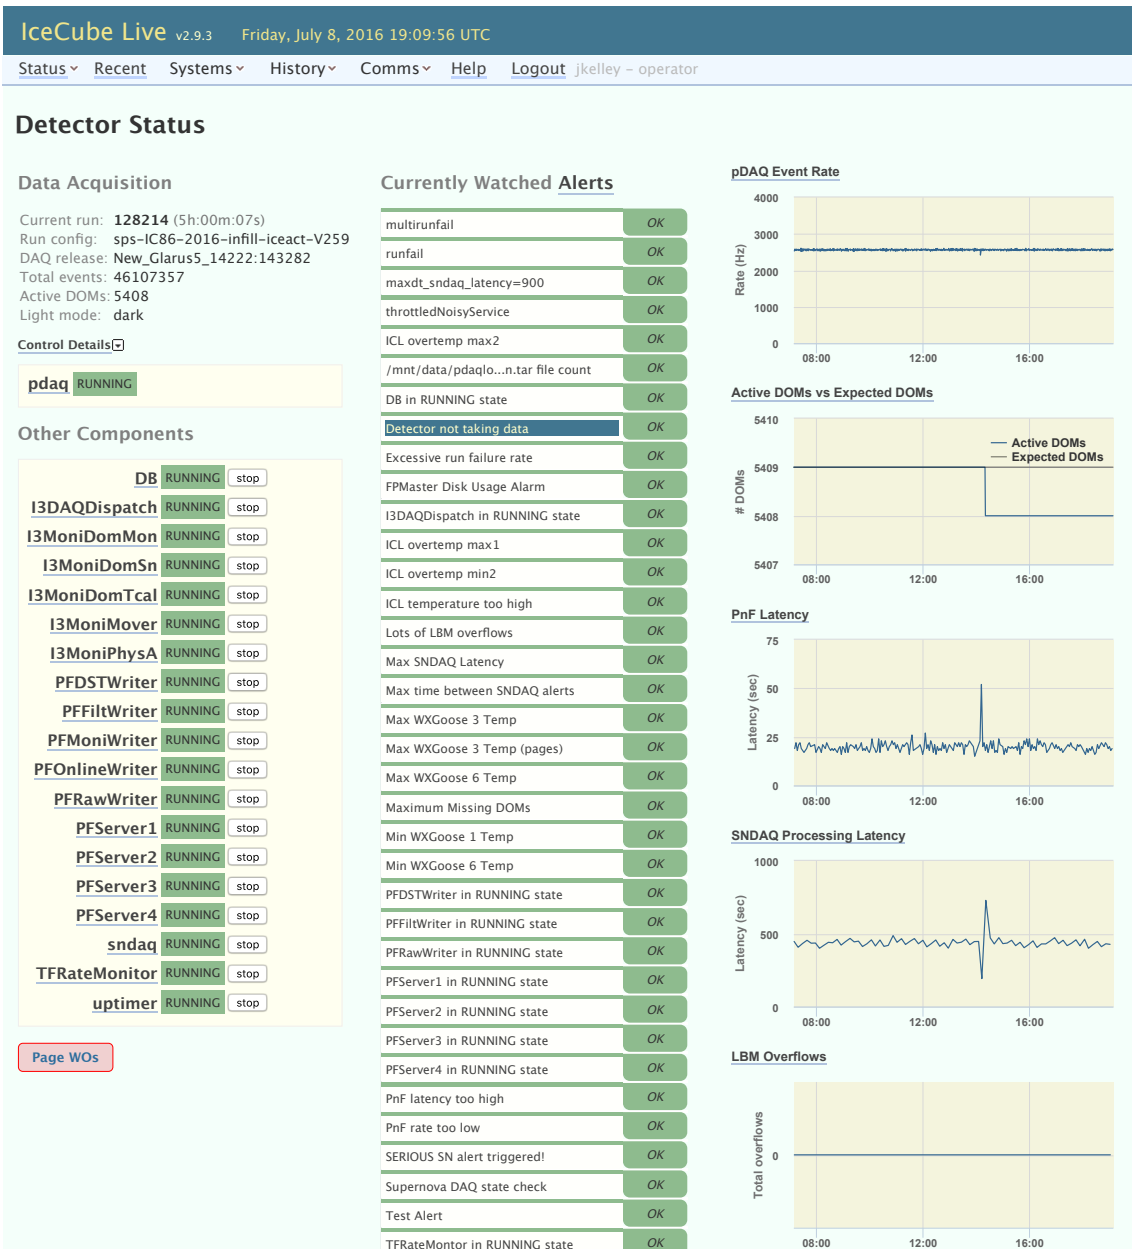 IceCube Live v2.9.3 Friday, July 8, 2016 19:09:56 UTC
Status Recent Systems History Comms Help Logout jkelley – operator
Detector Status
Data Acquisition
Current run: 128214 (5h:00m:07s)
Run config: sps-IC86-2016-infill-iceact-V259
DAQ release: New_Glarus5_14222:143282
Total events: 46107357
Active DOMs: 5408
Light mode: dark
Control Details
pdaq RUNNING
Other Components
DB RUNNING stop
I3DAQDispatch RUNNING stop
I3MoniDomMon RUNNING stop
I3MoniDomSn RUNNING stop
I3MoniDomTcal RUNNING stop
I3MoniMover RUNNING stop
I3MoniPhysA RUNNING stop
PFDSTWriter RUNNING stop
PFFiltWriter RUNNING stop
PFMoniWriter RUNNING stop
PFOnlineWriter RUNNING stop
PFRawWriter RUNNING stop
PFServer1 RUNNING stop
PFServer2 RUNNING stop
PFServer3 RUNNING stop
PFServer4 RUNNING stop
sndaq RUNNING stop
TFRateMonitor RUNNING stop
uptimer RUNNING stop
Page WOs
Currently Watched Alerts
multirunfail OK
runfail OK
maxdt_sndaq_latency=900 OK
throttledNoisyService OK
ICL overtemp max2 OK
/mnt/data/pdaqlo...n.tar file count OK
DB in RUNNING state OK
Detector not taking data OK
Excessive run failure rate OK
FPMaster Disk Usage Alarm OK
I3DAQDispatch in RUNNING state OK
ICL overtemp max1 OK
ICL overtemp min2 OK
ICL temperature too high OK
Lots of LBM overflows OK
Max SNDAQ Latency OK
Max time between SNDAQ alerts OK
Max WXGoose 3 Temp OK
Max WXGoose 3 Temp (pages) OK
Max WXGoose 6 Temp OK
Maximum Missing DOMs OK
Min WXGoose 1 Temp OK
Min WXGoose 6 Temp OK
PFDSTWriter in RUNNING state OK
PFFiltWriter in RUNNING state OK
PFRawWriter in RUNNING state OK
PFServer1 in RUNNING state OK
PFServer2 in RUNNING state OK
PFServer3 in RUNNING state OK
PFServer4 in RUNNING state OK
PnF latency too high OK
PnF rate too low OK
SERIOUS SN alert triggered! OK
Supernova DAQ state check OK
Test Alert OK
TFRateMontor in RUNNING state OK
pDAQ Event Rate
Rate (Hz)
4000
3000
2000
1000
0
08:00 12:00 16:00
Active DOMs vs Expected DOMs
# DOMs
5410
5409
5408
5407
Active DOMs
Expected DOMs
08:00 12:00 16:00
PnF Latency
Latency (sec)
75
50
25
0
08:00 12:00 16:00
SNDAQ Processing Latency
Latency (sec)
1000
500
0
08:00 12:00 16:00
LBM Overflows
Total overflows
0
08:00 12:00 16:00